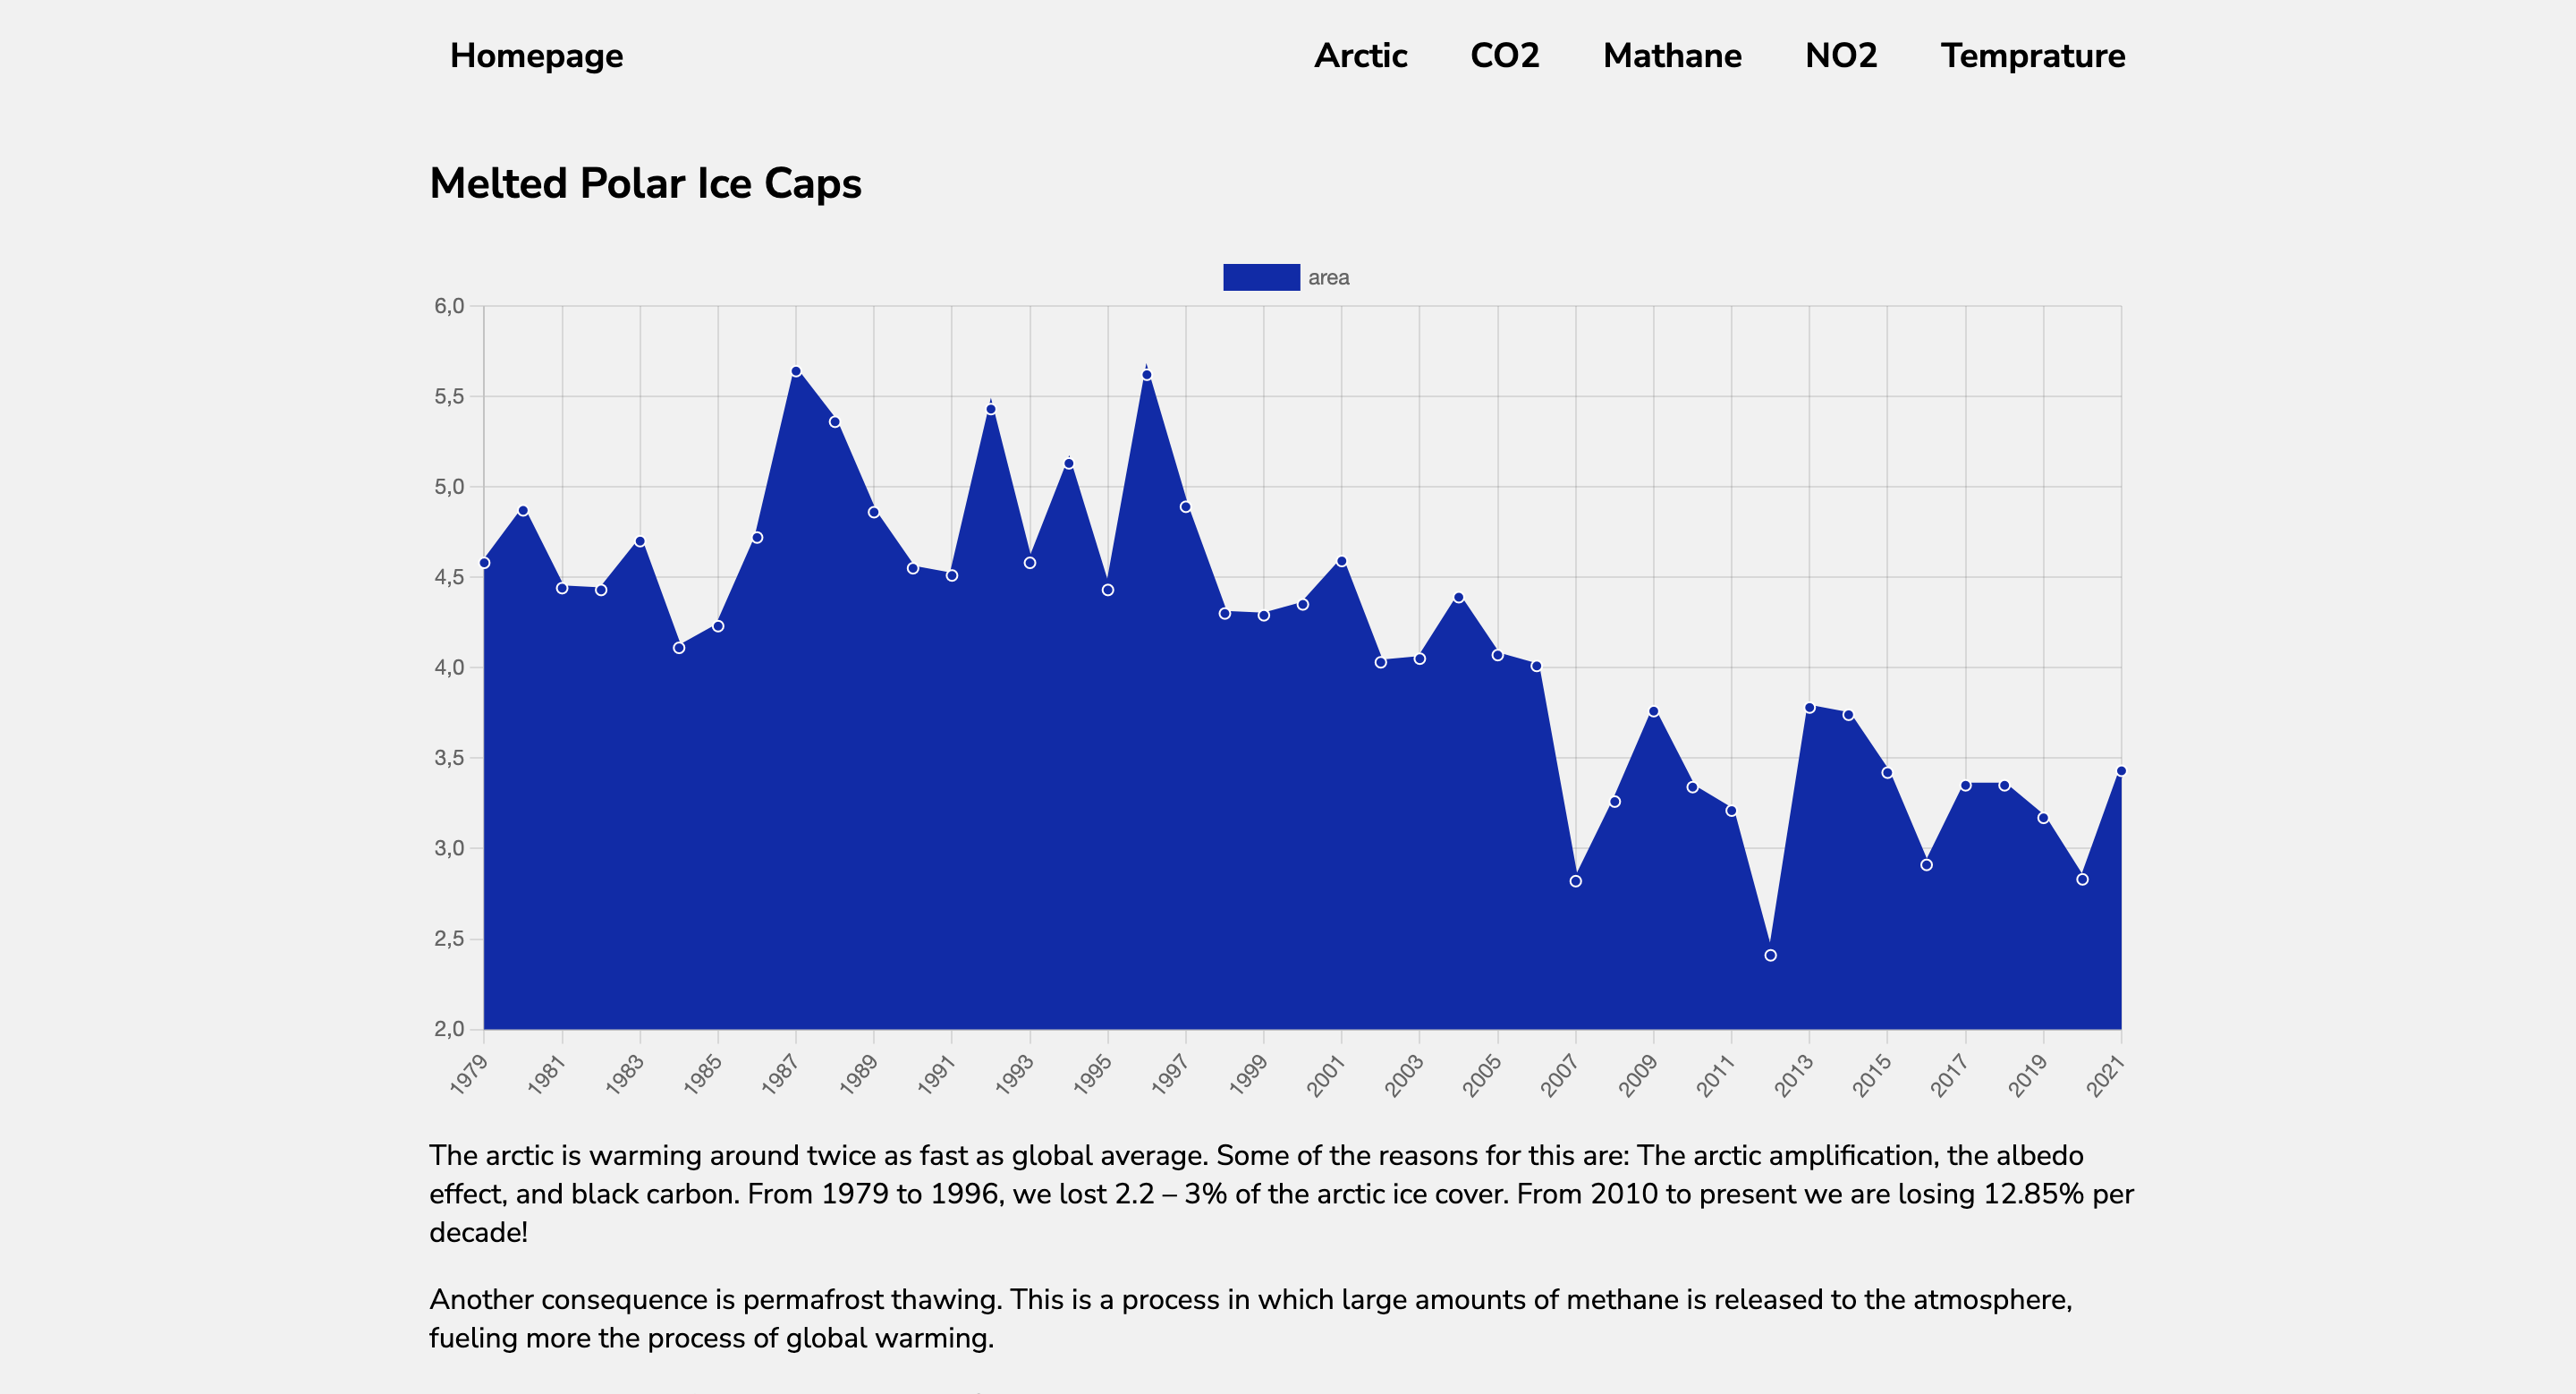 Homepage Arctic CO2 Mathane NO2 Temprature
Melted Polar Ice Caps
area
6,0
5,5
5,0
4,5
4,0
3,5
3,0
2,5
2,0
1979 1981 1983 1985 1987 1989 1991 1993 1995 1997 1999 2001 2003 2005 2007 2009 2011 2013 2015 2017 2019 2021
The arctic is warming around twice as fast as global average. Some of the reasons for this are: The arctic amplification, the albedo
effect, and black carbon. From 1979 to 1996, we lost 2.2 – 3% of the arctic ice cover. From 2010 to present we are losing 12.85% per
decade!
Another consequence is permafrost thawing. This is a process in which large amounts of methane is released to the atmosphere,
fueling more the process of global warming.